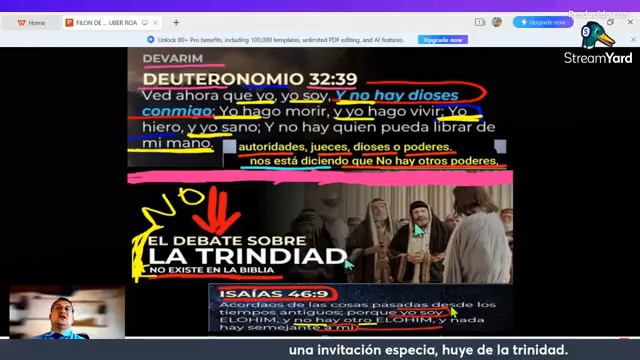 Home
FILON DE ... UBER ROA
1
Upgrade now
Producido con
StreamYard
Unlock 80+ Pro benefits, including 100,000 templates, unlimited PDF editing, and AI features.
Upgrade now
DEVARIM
DEUTERONOMIO 32:39
Ved ahora que yo, yo soy, Y no hay dioses
conmigo; Yo hago morir, y yo hago vivir; Yo
hiero, y yo sano; Y no hay quien pueda librar de
mi mano.
autoridades, jueces, dioses o poderes.
nos está diciendo que No hay otros poderes,
NO
EL DEBATE SOBRE
LA TRINDIAD
NO EXISTE EN LA BIBLIA
ISAÍAS 46:9
Acordaos de las cosas pasadas desde los
tiempos antiguos; porque yo soy
ELOHIM, y no hay otro ELOHIM, y nada
hay semejante a mí
una invitación especia, huye de la trinidad.